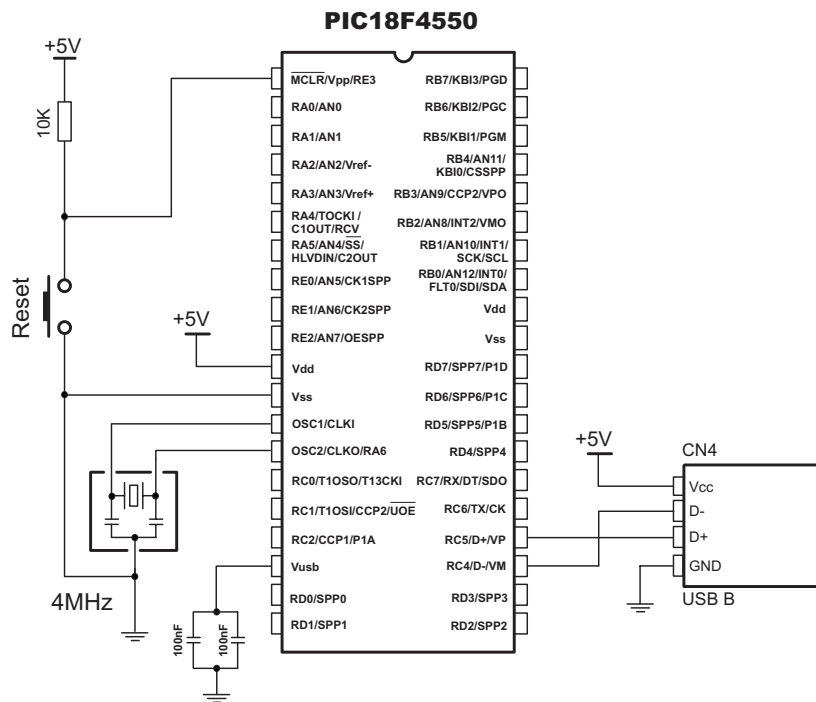 PIC18F4550
+5V
10K
Reset
+5V
4MHz
100nF
100nF
MCLR/Vpp/RE3
RA0/AN0
RA1/AN1
RA2/AN2/Vref-
RA3/AN3/Vref+
RA4/TOCKI /
C1OUT/RCV
RA5/AN4/SS/
HLVDIN/C2OUT
RE0/AN5/CK1SPP
RE1/AN6/CK2SPP
RE2/AN7/OESPP
Vdd
Vss
OSC1/CLKI
OSC2/CLKO/RA6
RC0/T1OSO/T13CKI
RC1/T1OSI/CCP2/UOE
RC2/CCP1/P1A
Vusb
RD0/SPP0
RD1/SPP1
RB7/KBI3/PGD
RB6/KBI2/PGC
RB5/KBI1/PGM
RB4/AN11/
KBI0/CSSPP
RB3/AN9/CCP2/VPO
RB2/AN8/INT2/VMO
RB1/AN10/INT1/
SCK/SCL
RB0/AN12/INT0/
FLT0/SDI/SDA
Vdd
Vss
RD7/SPP7/P1D
RD6/SPP6/P1C
RD5/SPP5/P1B
RD4/SPP4
RC7/RX/DT/SDO
RC6/TX/CK
RC5/D+/VP
RC4/D-/VM
RD3/SPP3
RD2/SPP2
+5V
CN4
Vcc
D-
D+
GND
USB B